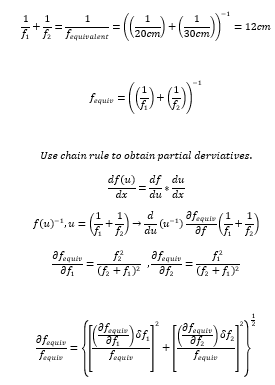 1/f₁ + 1/f₂ = 1/f_equivalent = ((1/20cm) + (1/30cm))⁻¹ = 12cm
f_equiv = ((1/f₁) + (1/f₂))⁻¹
Use chain rule to obtain partial derviatives.
df(u)/dx = df/du * du/dx
f(u)⁻¹, u = (1/f₁ + 1/f₂) → d/du (u⁻¹) ∂f_equiv/∂f (1/f₁ + 1/f₂)
∂f_equiv/∂f₁ = f₂²/(f₂ + f₁)² , ∂f_equiv/∂f₂ = f₁²/(f₂ + f₁)²
∂f_equiv/f_equiv = {[(∂f_equiv/∂f₁)δf₁/f_equiv]² + [(∂f_equiv/∂f₂)δf₂/f_equiv]²}^(1/2)